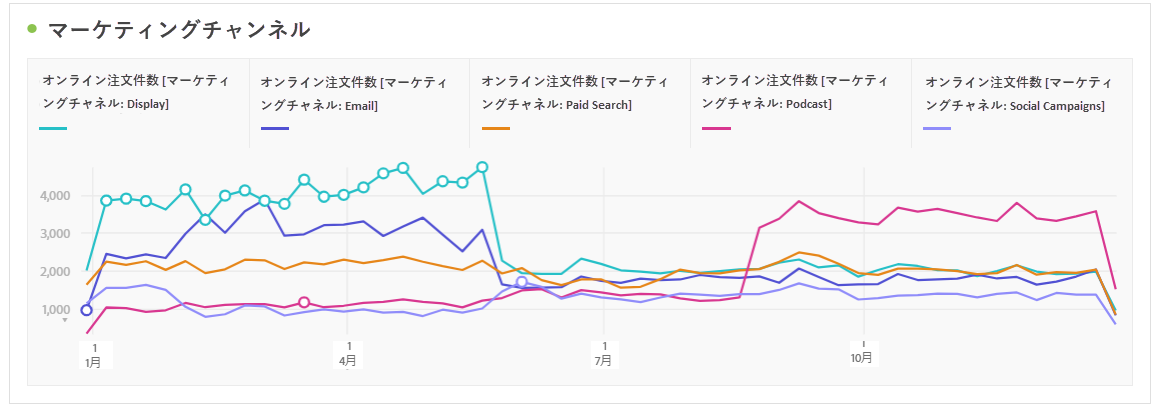 マーケティングチャンネル
オンライン注文件数 [マーケティ
ングチャネル: Display]
オンライン注文件数 [マーケティ
ングチャネル: Email]
オンライン注文件数 [マーケティ
ングチャネル: Paid Search]
オンライン注文件数 [マーケティ
ングチャネル: Podcast]
オンライン注文件数 [マーケティ
ングチャネル: Social Campaigns]
4,000
3,000
2,000
1,000
1
1月
1
4月
1
7月
10月